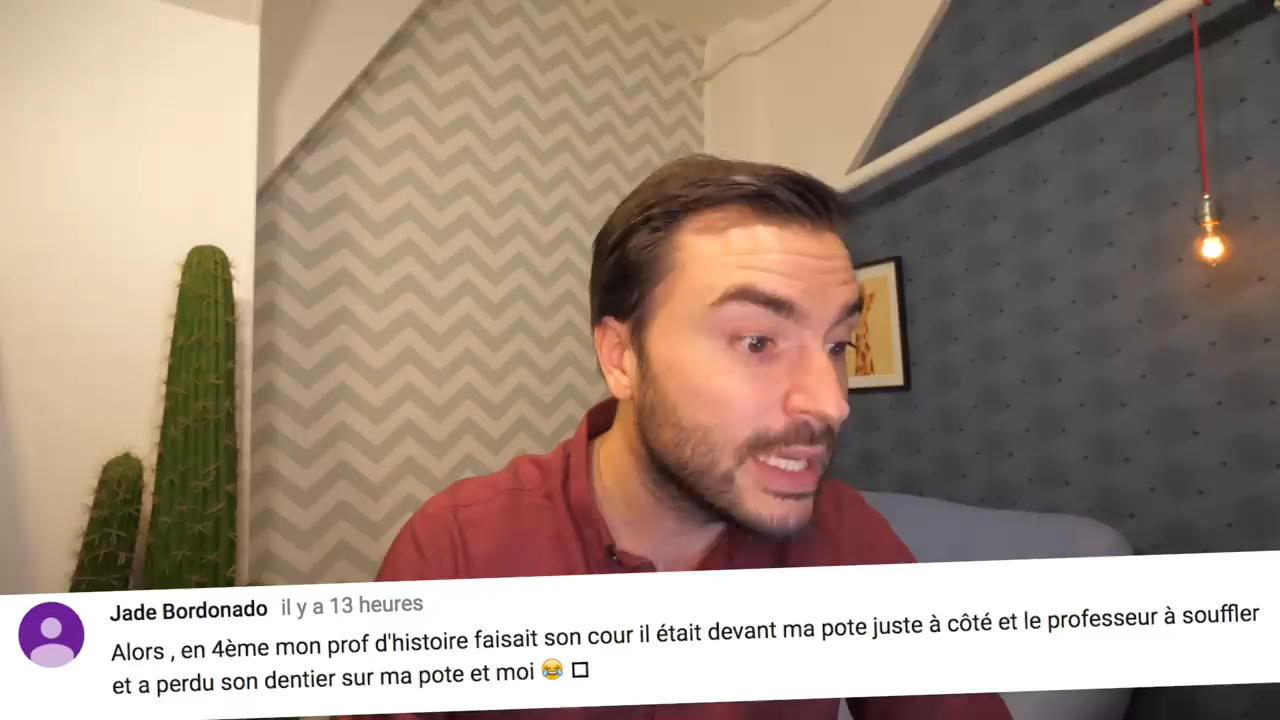 Jade Bordonado il y a 13 heures
Alors , en 4ème mon prof d'histoire faisait son cour il était devant ma pote juste à côté et le professeur à souffler
et a perdu son dentier sur ma pote et moi 😂 □